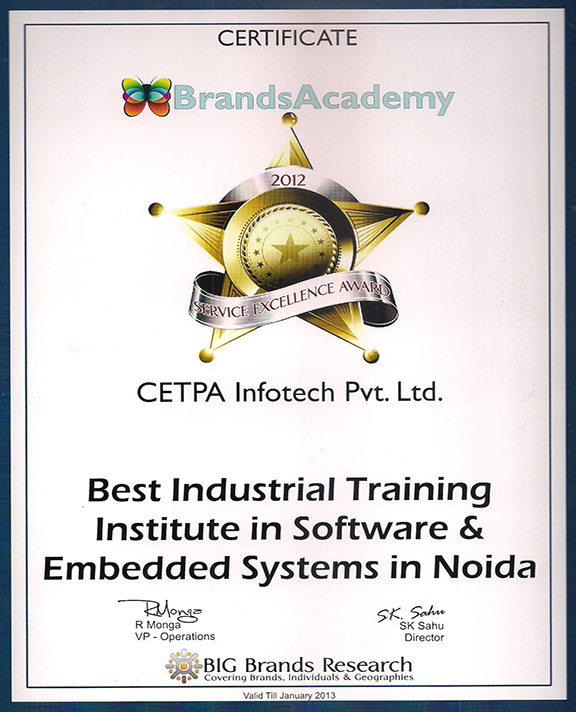 CERTIFICATE
BrandsAcademy
2012
SERVICE EXCELLENCE AWARD
CETPA Infotech Pvt. Ltd.
Best Industrial Training
Institute in Software &
Embedded Systems in Noida
R Monga
R Monga
VP - Operations
S.K. Sahu
SK Sahu
Director
BIG Brands Research
Covering Brands, Individuals & Geographies
Valid Till January 2013